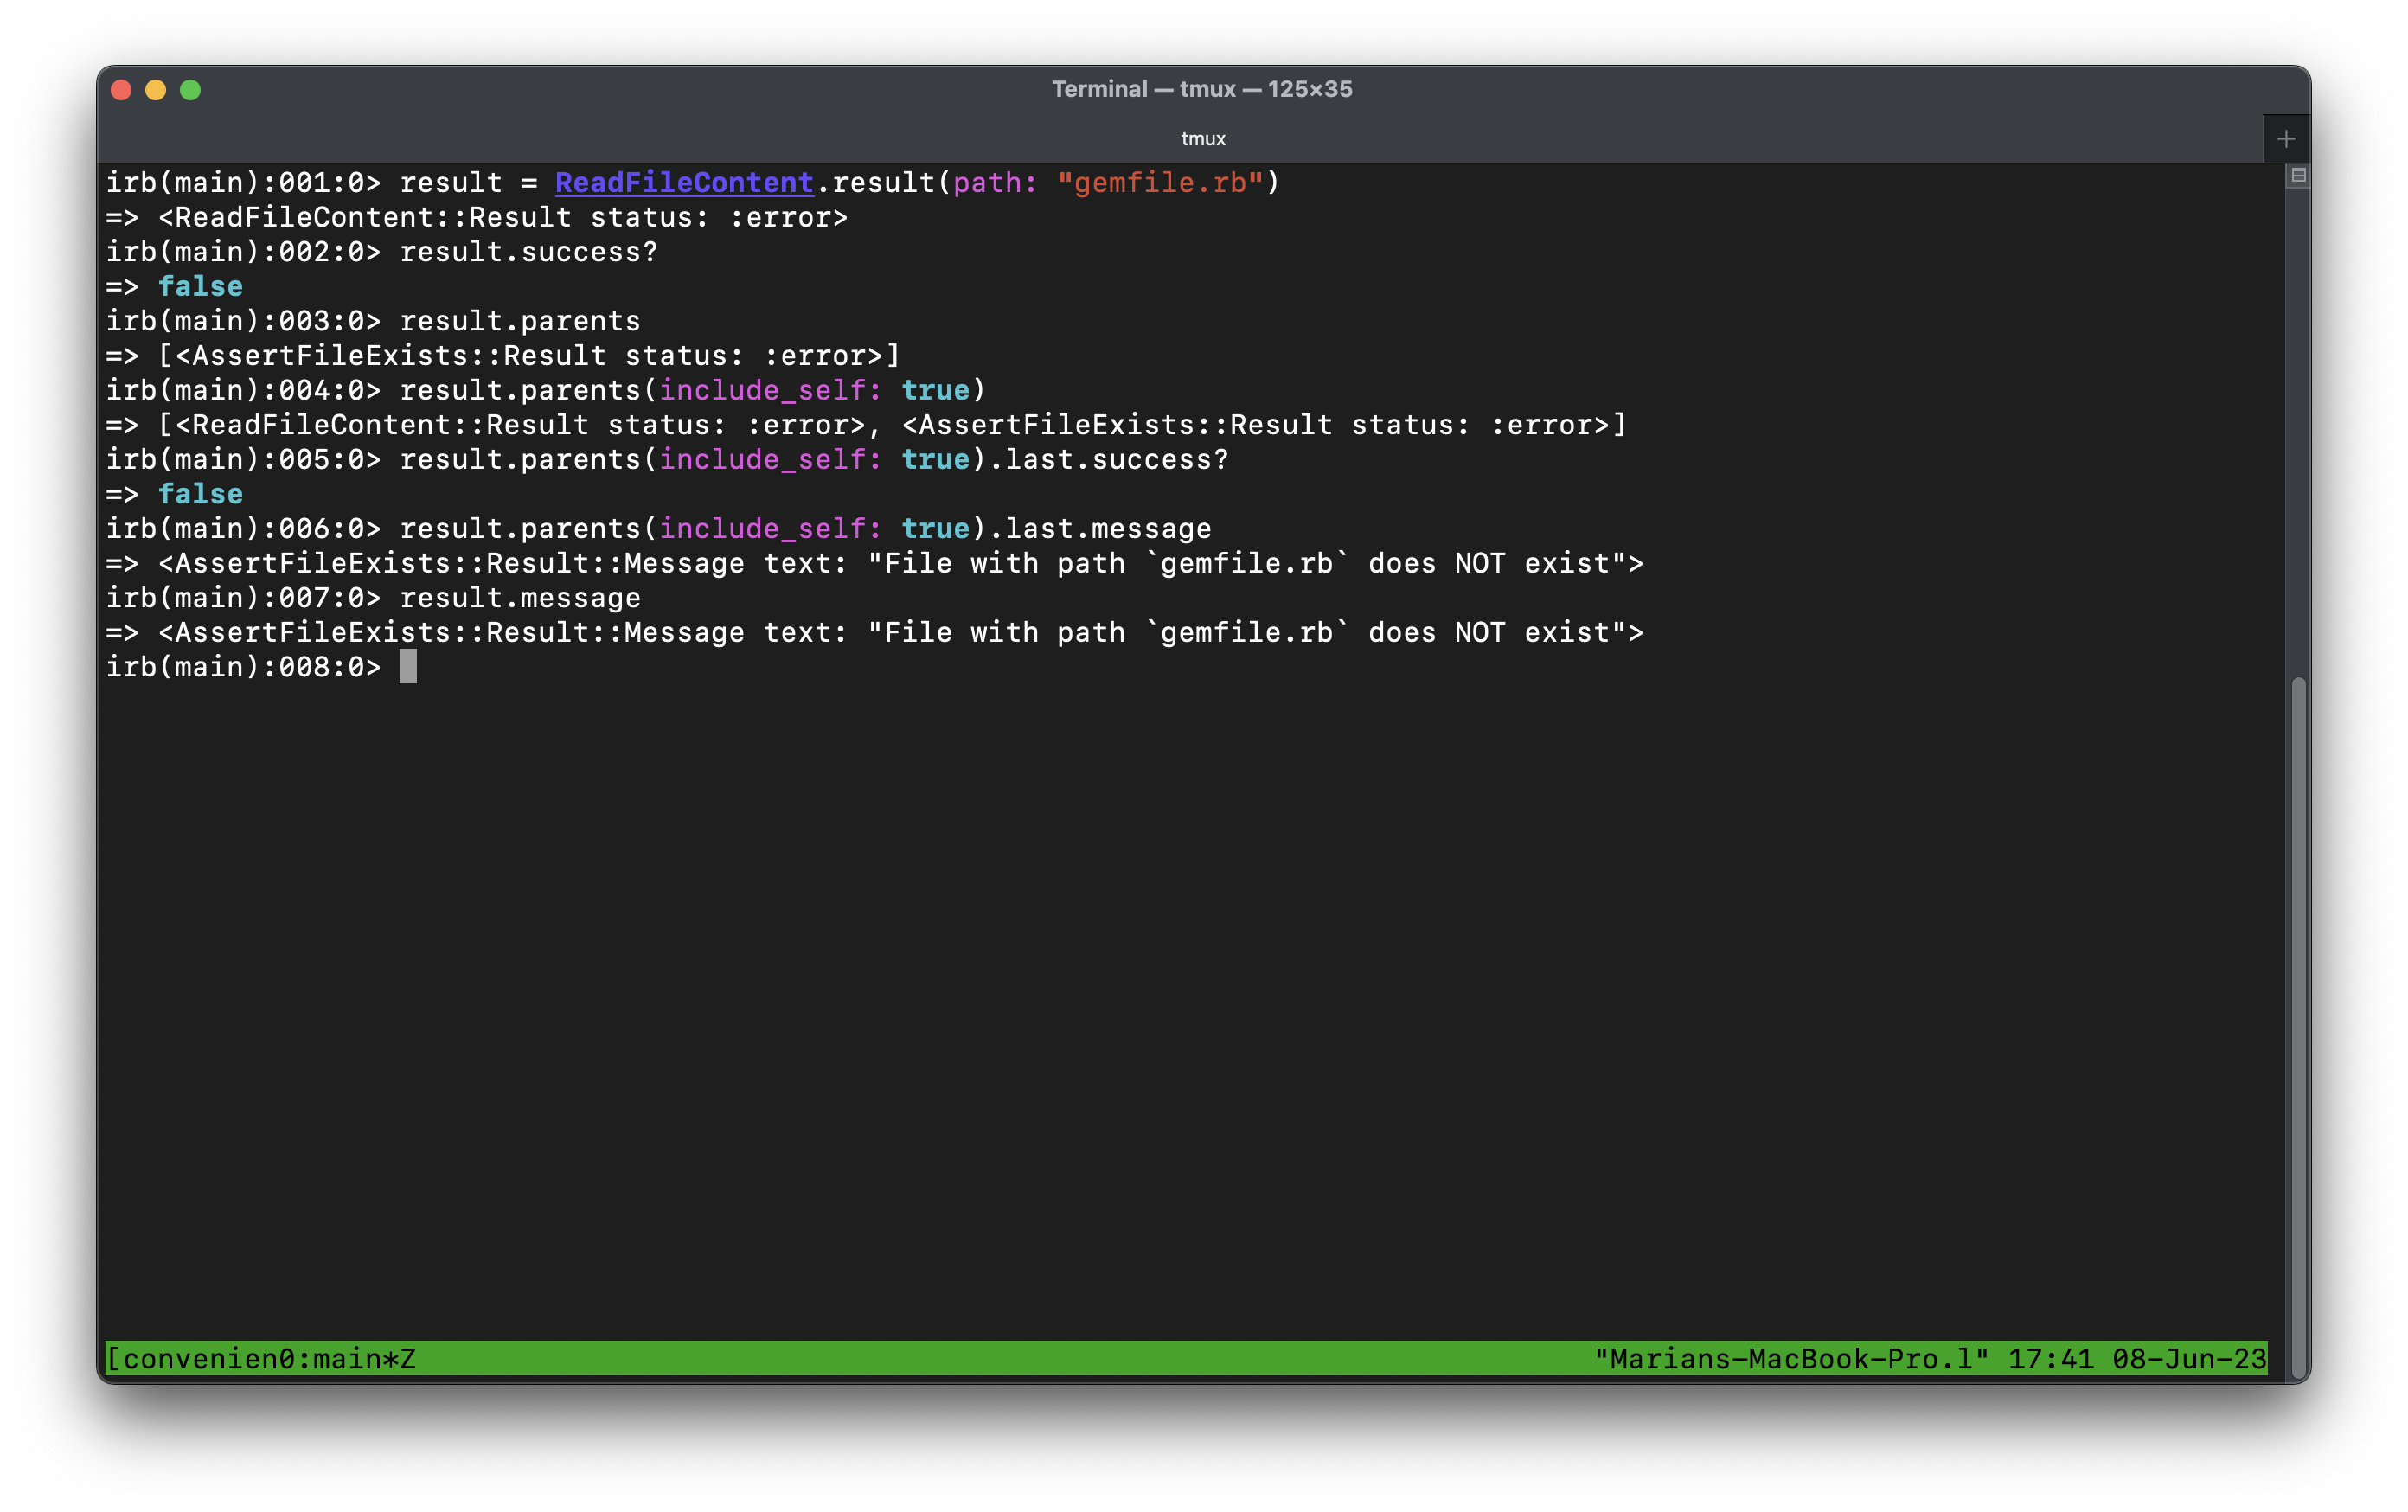 Terminal — tmux — 125×35
tmux
irb(main):001:0> result = ReadFileContent.result(path: "gemfile.rb")
=> <ReadFileContent::Result status: :error>
irb(main):002:0> result.success?
=> false
irb(main):003:0> result.parents
=> [<AssertFileExists::Result status: :error>]
irb(main):004:0> result.parents(include_self: true)
=> [<ReadFileContent::Result status: :error>, <AssertFileExists::Result status: :error>]
irb(main):005:0> result.parents(include_self: true).last.success?
=> false
irb(main):006:0> result.parents(include_self: true).last.message
=> <AssertFileExists::Result::Message text: "File with path `gemfile.rb` does NOT exist">
irb(main):007:0> result.message
=> <AssertFileExists::Result::Message text: "File with path `gemfile.rb` does NOT exist">
irb(main):008:0>
[convenien0:main*Z "Marians-MacBook-Pro.l" 17:41 08-Jun-23